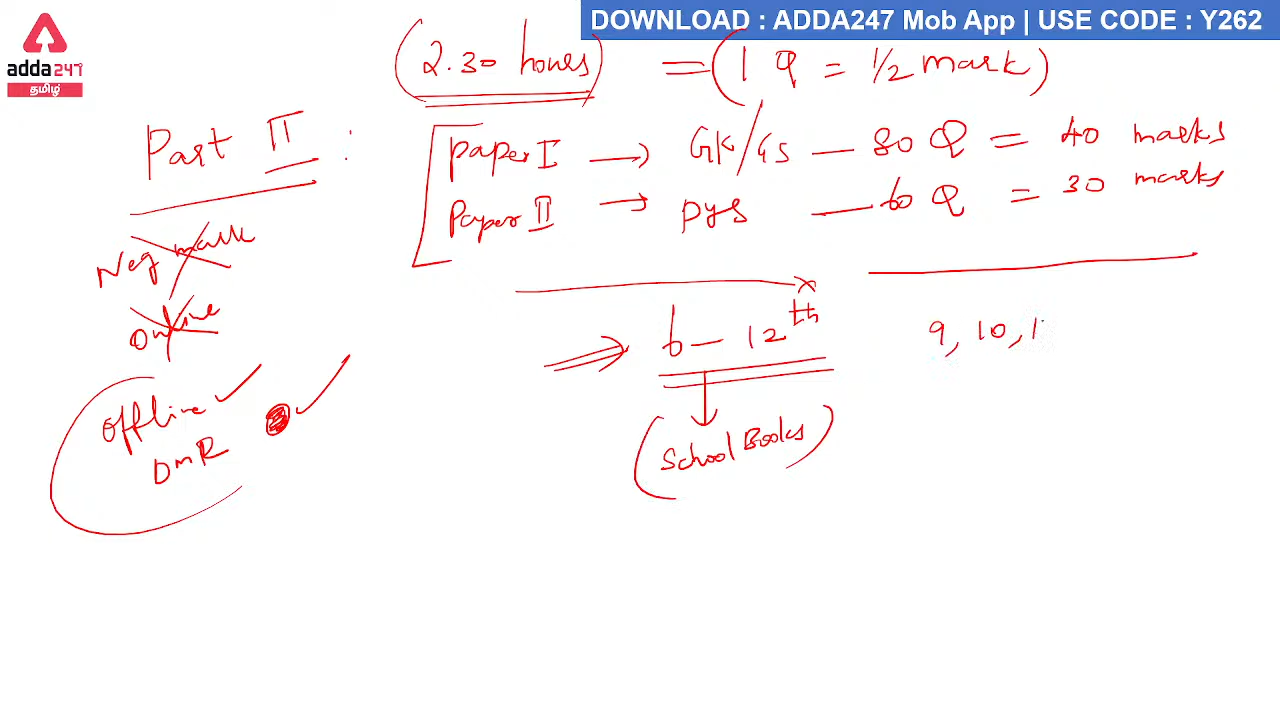 DOWNLOAD : ADDA247 Mob App | USE CODE : Y262
adda247
தமிழ்
(2.30 hours) = (1 Q = 1/2 mark)
Part II :
Paper I → GK/GS — 80 Q = 40 marks
Paper II → pys — 60 Q = 30 marks
Neg mark
Online
⇒ 6 – 12th
9, 10, 1
Offline ✓
OMR ✓
(School Books)